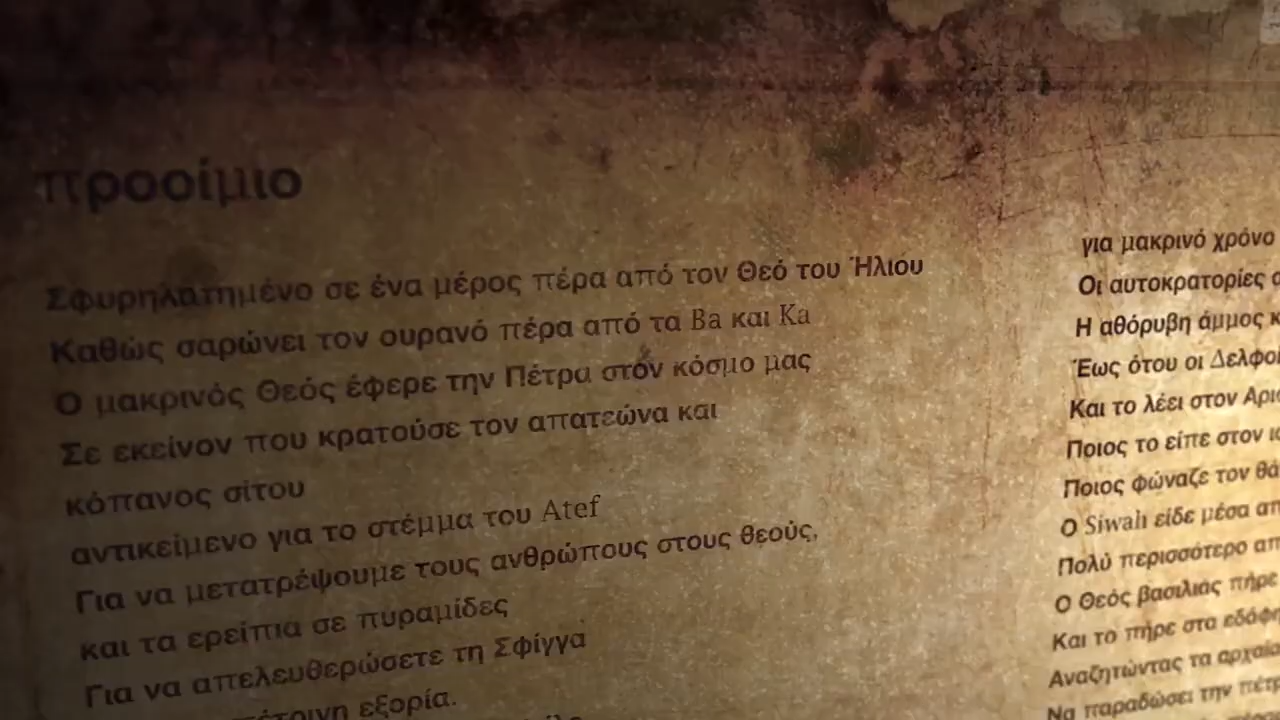 προοίμιο
Σφυρηλατημένο σε ένα μέρος πέρα από τον Θεό του Ήλιου
Καθώς σαρώνει τον ουρανό πέρα από τα Ba και Ka
Ο μακρινός Θεός έφερε την Πέτρα στον κόσμο μας
Σε εκείνον που κρατούσε τον απατεώνα και
κόπανος σίτου
αντικείμενο για το στέμμα του Atef
Για να μετατρέψουμε τους ανθρώπους στους θεούς,
και τα ερείπια σε πυραμίδες
Για να απελευθερώσετε τη Σφίγγα
εξορία.
για μακρινό χρόνο
Οι αυτοκρατορίες
Η αθόρυβη άμμος
Έως ότου οι
Και το λέει στον
Ποιος το είπε στον
Ποιος φώναζε τον
Ο Siwah είδε μέσα
Πολύ περισσότερο
Ο Θεός βασιλιάς πήρε
Και το πήρε στα
Αναζητώντας τα
Να παραδώσει την